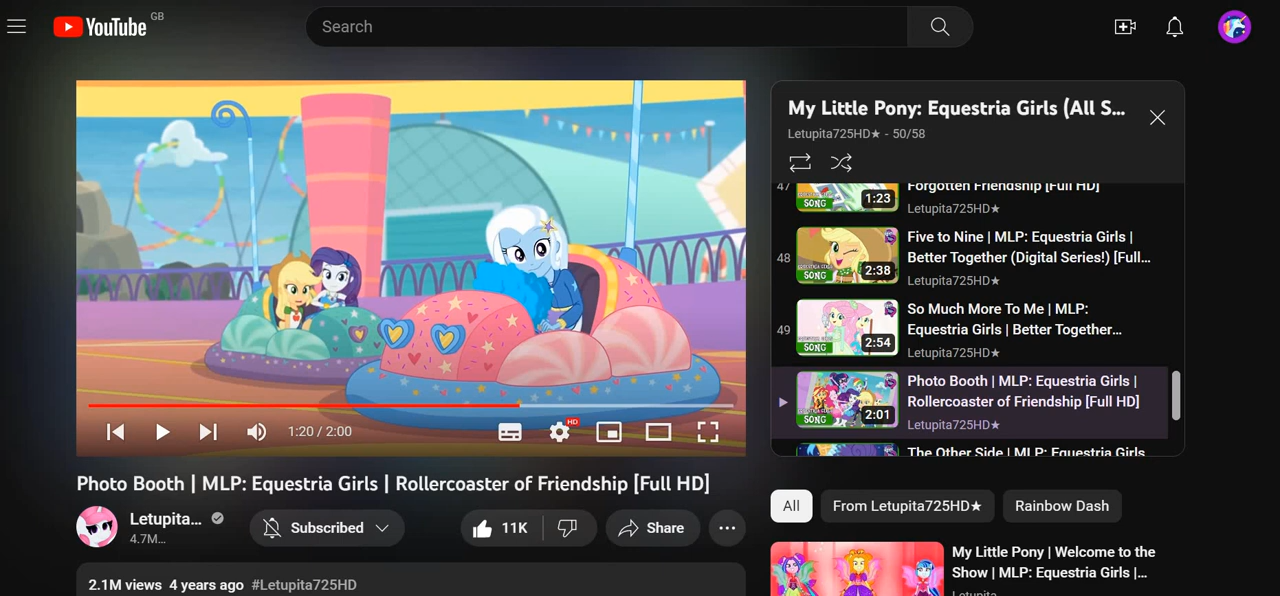 YouTube GB
Search
My Little Pony: Equestria Girls (All S...
Letupita725HD★ - 50/58
47
SONG
1:23
Forgotten Friendship [Full HD]
Letupita725HD★
48
SONG
2:38
Five to Nine | MLP: Equestria Girls |
Better Together (Digital Series!) [Full...
Letupita725HD★
49
SONG
2:54
So Much More To Me | MLP:
Equestria Girls | Better Together...
Letupita725HD★
SONG
2:01
Photo Booth | MLP: Equestria Girls |
Rollercoaster of Friendship [Full HD]
Letupita725HD★
The Other Side | MLP: Equestria Girls
1:20 / 2:00
HD
Photo Booth | MLP: Equestria Girls | Rollercoaster of Friendship [Full HD]
Letupita...
4.7M...
Subscribed
11K
Share
2.1M views 4 years ago #Letupita725HD
All
From Letupita725HD★
Rainbow Dash
My Little Pony | Welcome to the
Show | MLP: Equestria Girls |...
Letupita